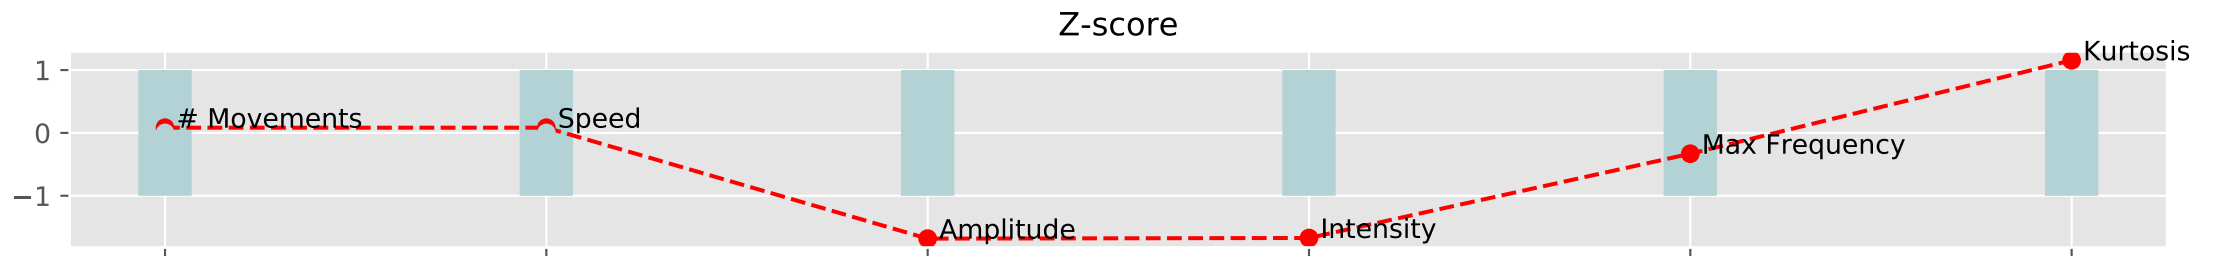 Z-score
1
Kurtosis
# Movements
Speed
0
Max Frequency
−1
Amplitude
Intensity